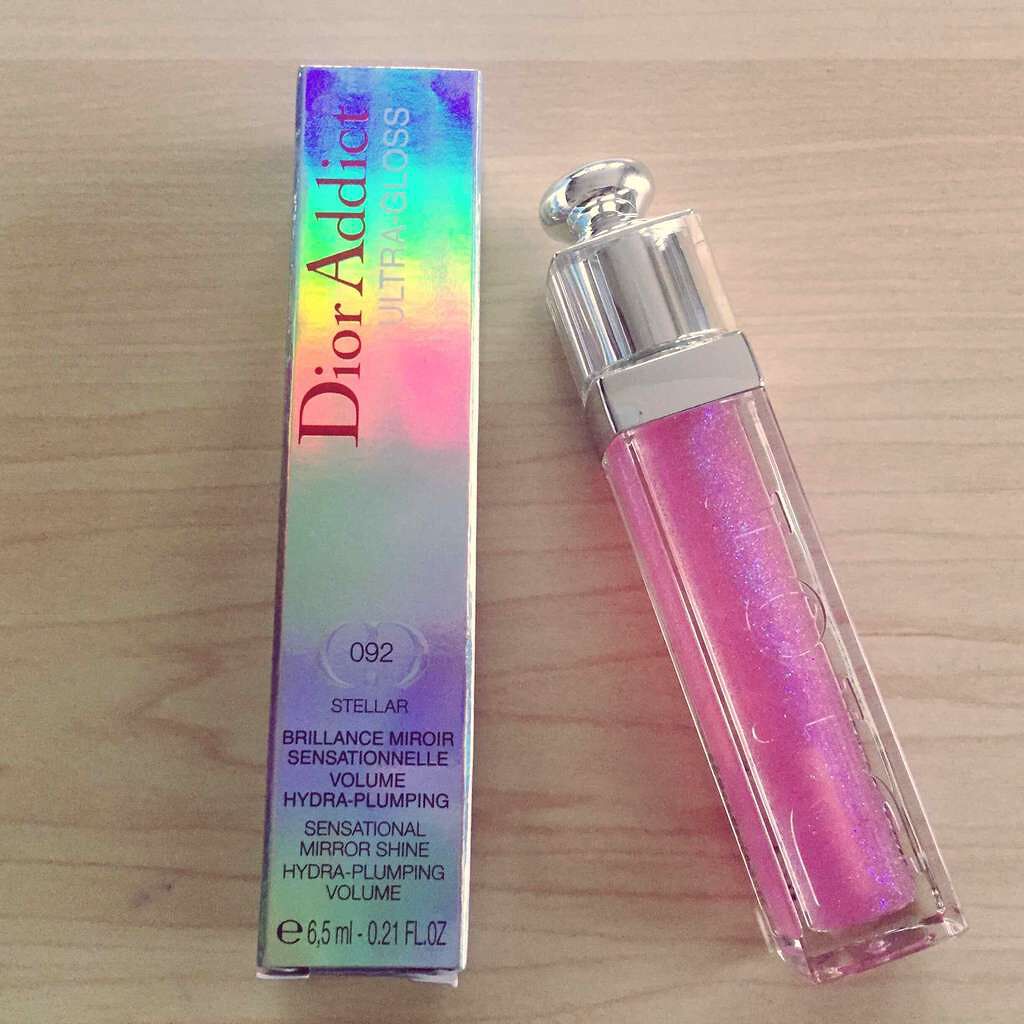 Dior Addict
ULTRA-GLOSS
092
STELLAR
BRILLANCE MIROIR
SENSATIONNELLE
VOLUME
HYDRA-PLUMPING
SENSATIONAL
MIRROR SHINE
HYDRA-PLUMPING
VOLUME
e 6,5 ml - 0.21 FL.OZ
Dior